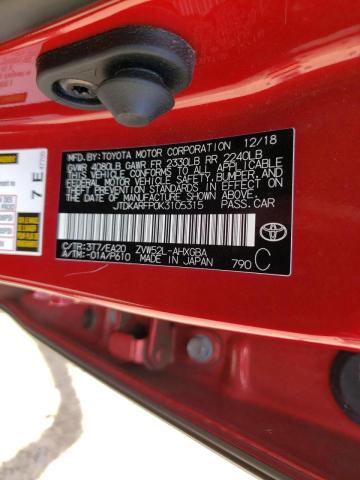 MFD. BY: TOYOTA MOTOR CORPORATION 12/18
GVWR 4080LB GAWR FR 2330LB RR 2240LB
THIS VEHICLE CONFORMS TO ALL APPLICABLE
FEDERAL MOTOR VEHICLE SAFETY, BUMPER, AND
THEFT PREVENTION STANDARDS IN EFFECT ON
THE DATE OF MANUFACTURE SHOWN ABOVE.
JTDKARFP0K3105315 PASS.CAR
C/TR: 3T7/EA20 ZVW52L-AHXGBA
A/TM: -01A/P610 MADE IN JAPAN 790 C
7 E